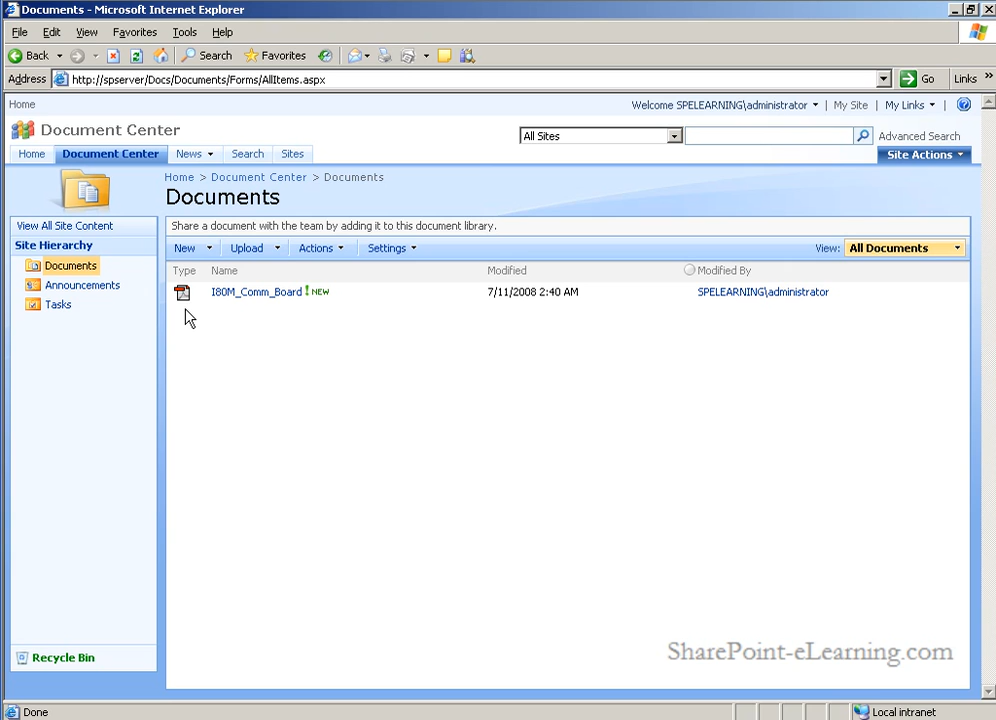 Documents - Microsoft Internet Explorer
File Edit View Favorites Tools Help
Back Search Favorites
Address http://spserver/Docs/Documents/Forms/AllItems.aspx Go Links »
Home Welcome SPELEARNING\administrator | My Site | My Links |
Document Center All Sites Advanced Search
Home Document Center News Search Sites Site Actions
Home > Document Center > Documents
Documents
View All Site Content Share a document with the team by adding it to this document library.
Site Hierarchy New Upload Actions Settings View: All Documents
Documents Type Name Modified Modified By
Announcements I80M_Comm_Board ! NEW 7/11/2008 2:40 AM SPELEARNING\administrator
Tasks
SharePoint-eLearning.com
Recycle Bin
Done Local intranet